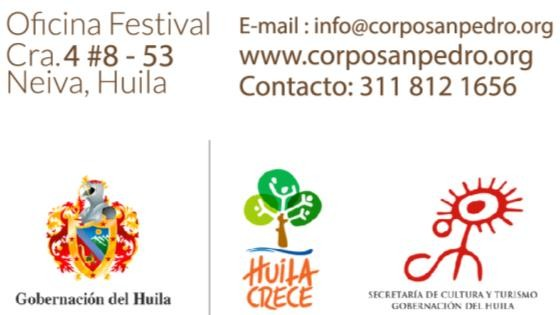 Oficina Festival
Cra.4 #8 - 53
Neiva, Huila
E-mail : info@corposanpedro.org
www.corposanpedro.org
Contacto: 311 812 1656
Gobernación del Huila
HUILA
CRECE
SECRETARÍA DE CULTURA Y TURISMO
GOBERNACIÓN DEL HUILA